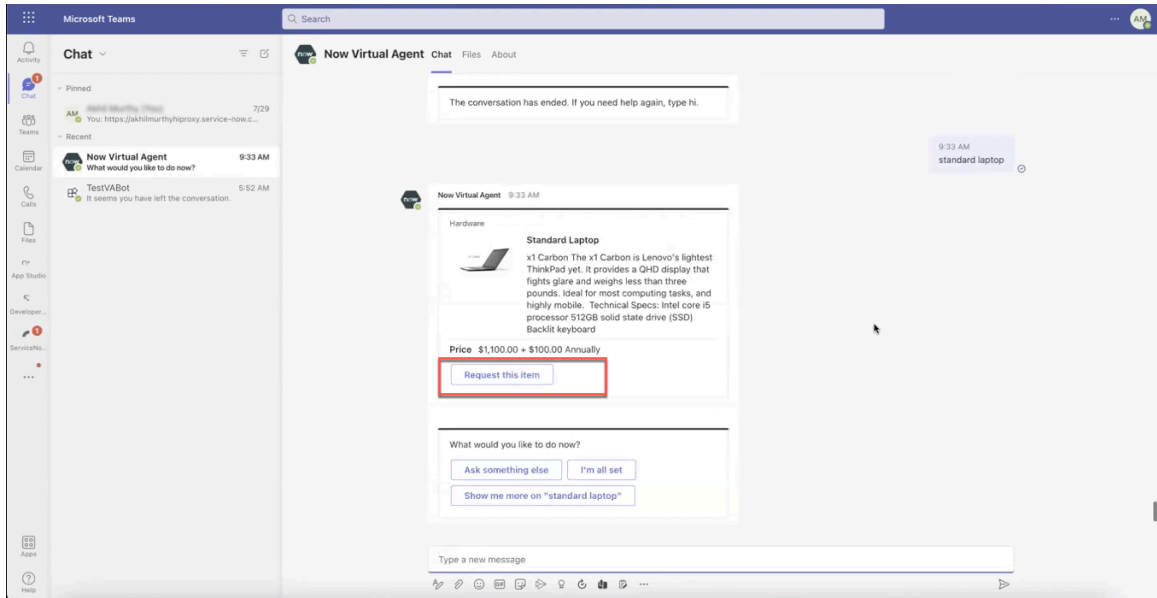 Microsoft Teams
Search
AM
Activity
Chat
Teams
Calendar
Calls
Files
App Studio
Developer...
ServiceNo...
Apps
Help
Chat
Pinned
AM
7/29
You: https://akhilmurthyhiproxy.service-now.c...
Recent
now
Now Virtual Agent
9:33 AM
What would you like to do now?
TestVABot
5:52 AM
It seems you have left the conversation.
now
Now Virtual Agent Chat Files About
The conversation has ended. If you need help again, type hi.
9:33 AM
standard laptop
now
Now Virtual Agent 9:33 AM
Hardware
Standard Laptop
x1 Carbon The x1 Carbon is Lenovo's lightest
ThinkPad yet. It provides a QHD display that
fights glare and weighs less than three
pounds. Ideal for most computing tasks, and
highly mobile. Technical Specs: Intel core i5
processor 512GB solid state drive (SSD)
Backlit keyboard
Price $1,100.00 + $100.00 Annually
Request this item
What would you like to do now?
Ask something else
I'm all set
Show me more on "standard laptop"
Type a new message
GIF